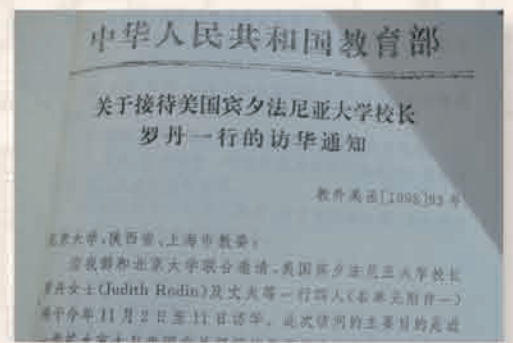 中华人民共和国教育部
关于接待美国宾夕法尼亚大学校长
罗丹一行的访华通知
教外美函[1998]93号
北京大学,陕西省、上海市教委:
应我部和北京大学联合邀请,美国宾夕法尼亚大学校长
罗丹女士(Judith Rodin)及丈夫等一行四人(名单见附件一)
将于今年11月2日至11日访华。此次访问的主要目的是进